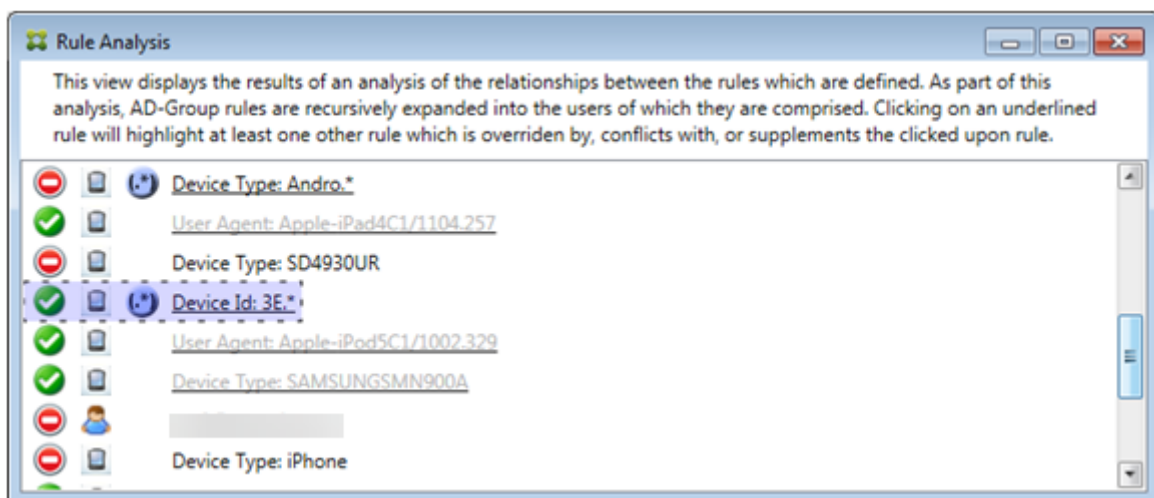 Rule Analysis
This view displays the results of an analysis of the relationships between the rules which are defined. As part of this
analysis, AD-Group rules are recursively expanded into the users of which they are comprised. Clicking on an underlined
rule will highlight at least one other rule which is overriden by, conflicts with, or supplements the clicked upon rule.
(.*) Device Type: Andro.*
User Agent: Apple-iPad4C1/1104.257
Device Type: SD4930UR
(.*) Device Id: 3E.*
User Agent: Apple-iPod5C1/1002.329
Device Type: SAMSUNGSMN900A
Device Type: iPhone